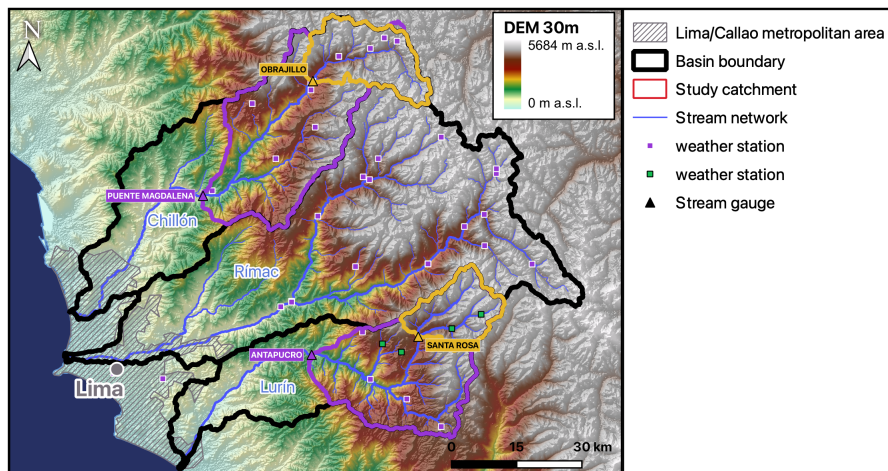 N
DEM 30m
5684 m a.s.l.
0 m a.s.l.
OBRAJILLO
PUENTE MAGDALENA
Chillón
Rímac
SANTA ROSA
ANTAPUCRO
Lurín
Lima
0 15 30 km
Lima/Callao metropolitan area
Basin boundary
Study catchment
Stream network
weather station
weather station
Stream gauge